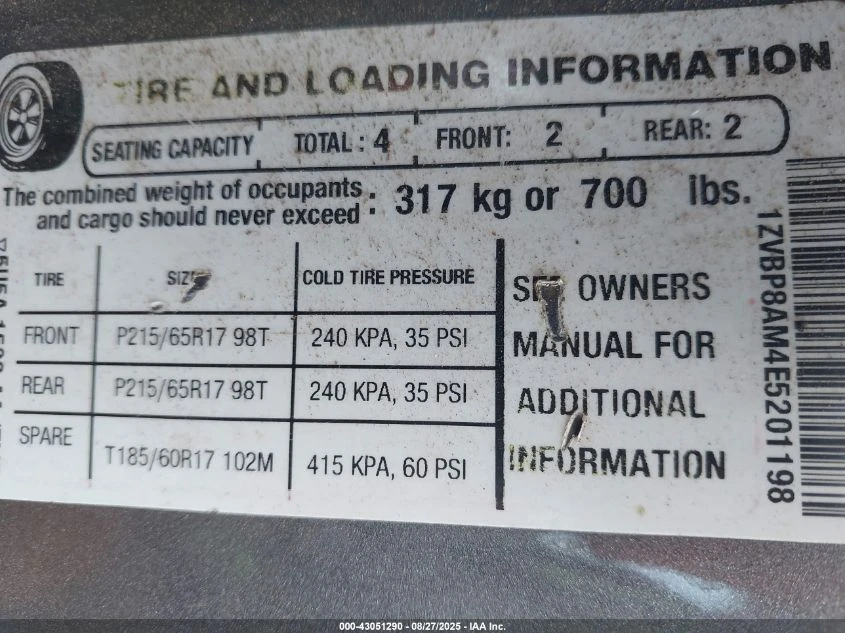 TIRE AND LOADING INFORMATION
SEATING CAPACITY TOTAL : 4 FRONT: 2 REAR: 2
The combined weight of occupants
and cargo should never exceed : 317 kg or 700 lbs.
TIRE SIZE COLD TIRE PRESSURE
FRONT P215/65R17 98T 240 KPA, 35 PSI
REAR P215/65R17 98T 240 KPA, 35 PSI
SPARE T185/60R17 102M 415 KPA, 60 PSI
SEE OWNERS
MANUAL FOR
ADDITIONAL
INFORMATION
1ZVBP8AM4E5201198
000-43051290 - 08/27/2025 - IAA Inc.